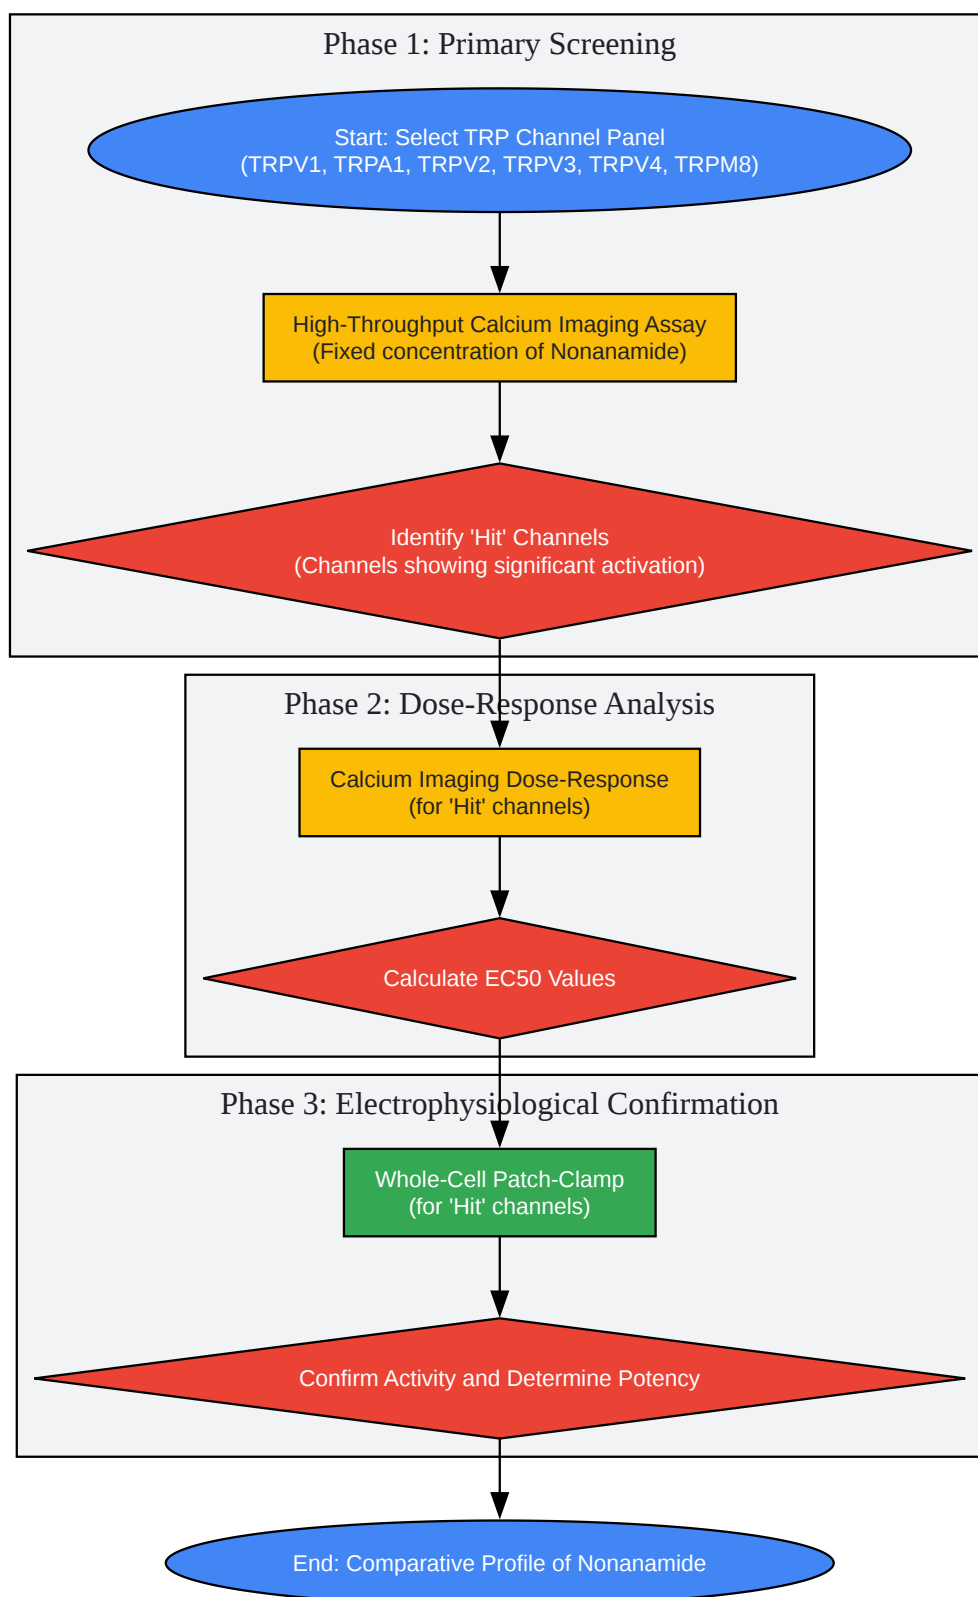 Phase 1: Primary Screening
Start: Select TRP Channel Panel
(TRPV1, TRPA1, TRPV2, TRPV3, TRPV4, TRPM8)
High-Throughput Calcium Imaging Assay
(Fixed concentration of Nonanamide)
Identify 'Hit' Channels
(Channels showing significant activation)
Phase 2: Dose-Response Analysis
Calcium Imaging Dose-Response
(for 'Hit' channels)
Calculate EC50 Values
Phase 3: Electrophysiological Confirmation
Whole-Cell Patch-Clamp
(for 'Hit' channels)
Confirm Activity and Determine Potency
End: Comparative Profile of Nonanamide